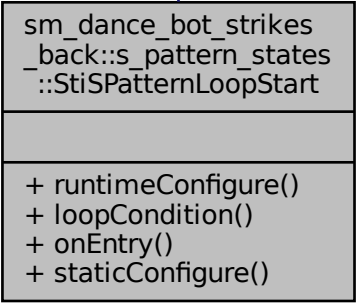 sm_dance_bot_strikes
_back::s_pattern_states
::StiSPatternLoopStart
+ runtimeConfigure()
+ loopCondition()
+ onEntry()
+ staticConfigure()